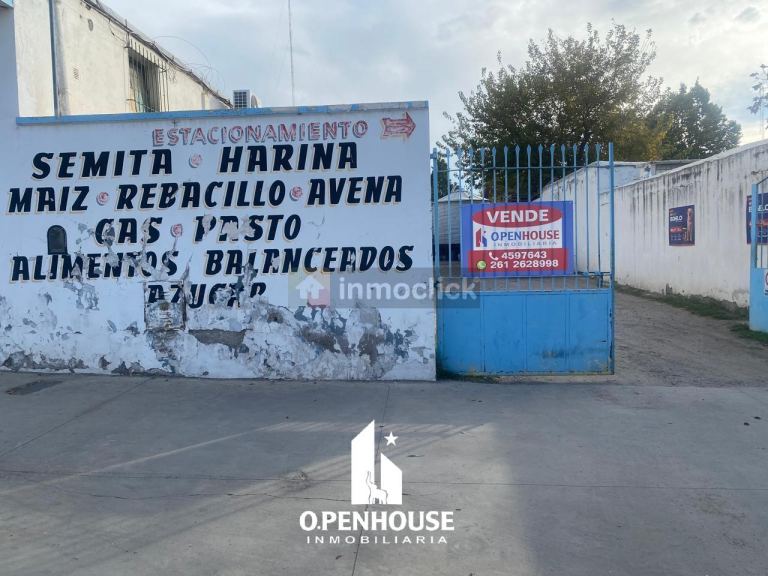 ESTACIONAMIENTO
SEMITA • HARINA
MAIZ • REBACILLO • AVENA
GAS • PASTO
ALIMENTOS BALANCEADOS
AZUCAR
VENDE
OPENHOUSE
INMOBILIARIA
4597643
261 2628998
inmoclick
O.PENHOUSE
INMOBILIARIA